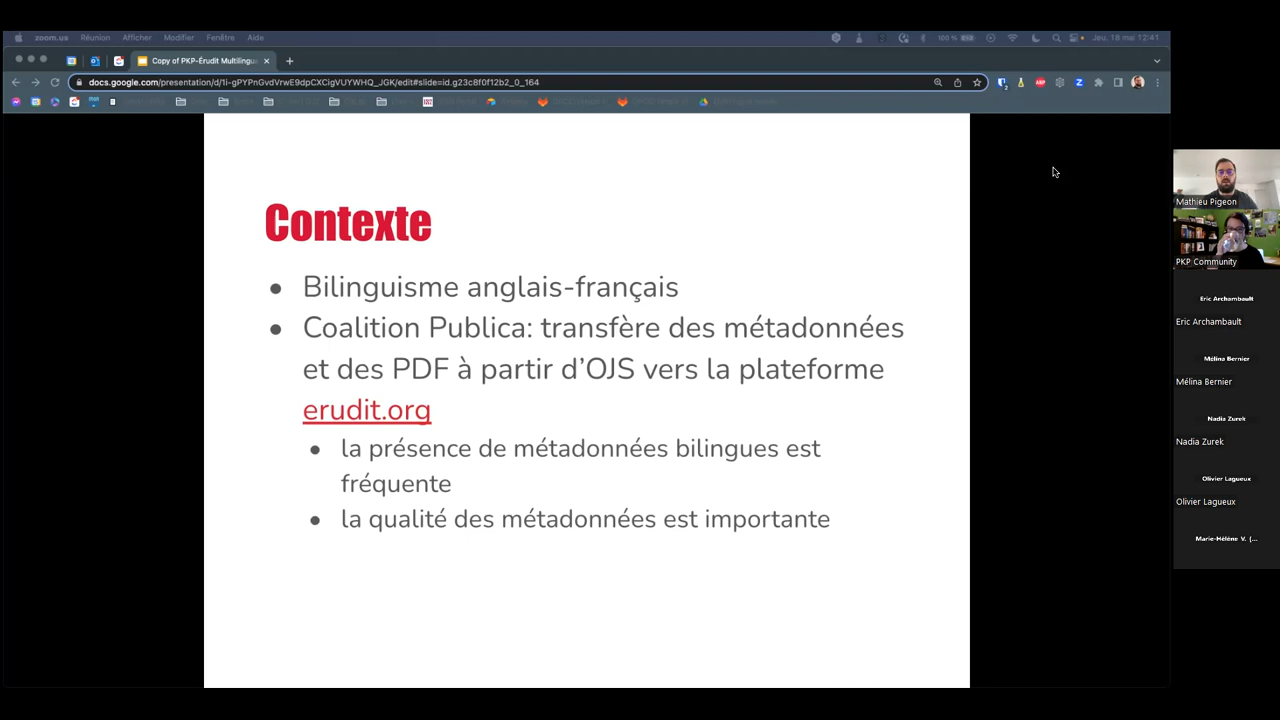 zoom.us Réunion Afficher Modifier Fenêtre Aide
100 % Jeu. 18 mai 12:41
Copy of PKP-Érudit Multilingu
docs.google.com/presentation/d/1i-gPYPnGvdVrwE9dpCXCigVUYWHQ_JGK/edit#slide=id.g23c8f0f12b2_0_164
Contexte
• Bilinguisme anglais-français
• Coalition Publica: transfère des métadonnées
et des PDF à partir d’OJS vers la plateforme
erudit.org
• la présence de métadonnées bilingues est
fréquente
• la qualité des métadonnées est importante
Mathieu Pigeon
PKP Community
Eric Archambault
Eric Archambault
Mélina Bernier
Mélina Bernier
Nadia Zurek
Nadia Zurek
Olivier Lagueux
Olivier Lagueux
Marie-Hélène V. (...